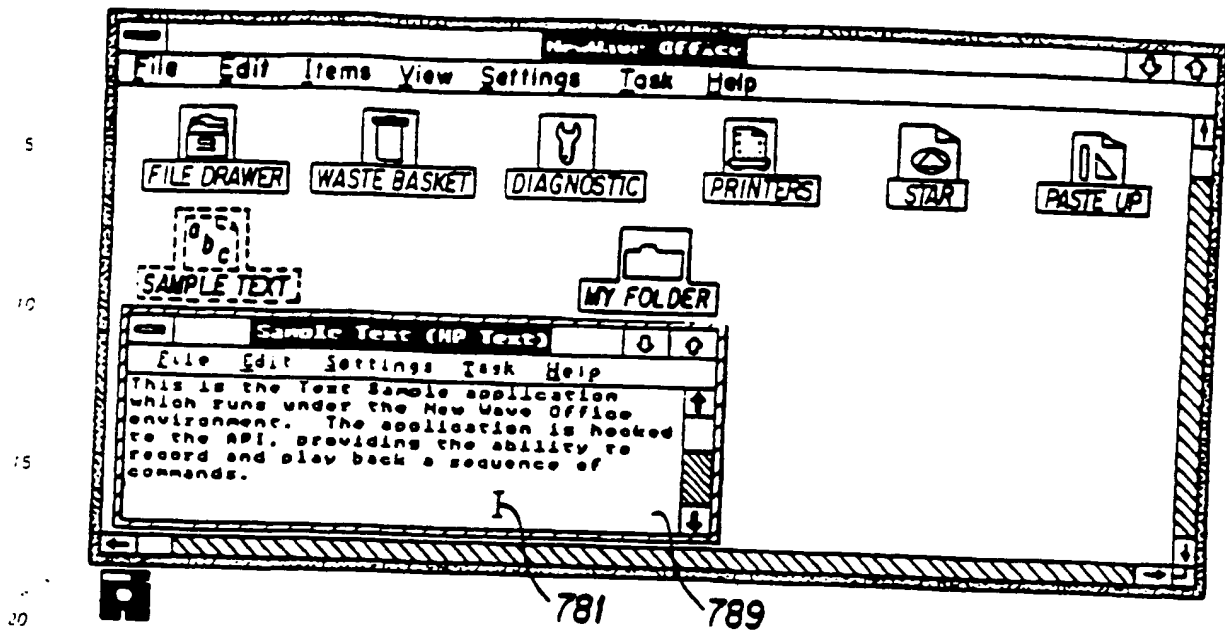 NewWave Office
File Edit Items View Settings Task Help
5
FILE DRAWER WASTE BASKET DIAGNOSTIC PRINTERS STAR PASTE UP
a b c
SAMPLE TEXT MY FOLDER
10
Sample Text (HP Text)
File Edit Settings Task Help
This is the Text Sample application
which runs under the New Wave Office
environment. The application is hooked
to the API, providing the ability to
record and play back a sequence of
commands.
15
781 789
20